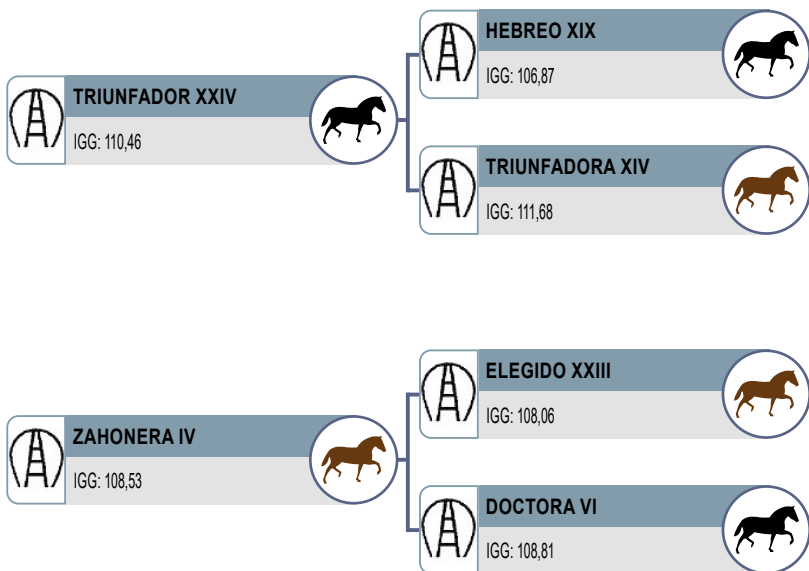 HEBREO XIX
IGG: 106,87
TRIUNFADOR XXIV
IGG: 110,46
TRIUNFADORA XIV
IGG: 111,68
ELEGIDO XXIII
IGG: 108,06
ZAHONERA IV
IGG: 108,53
DOCTORA VI
IGG: 108,81